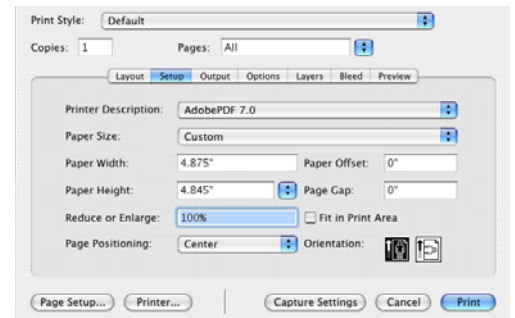 Print Style: Default
Copies: 1 Pages: All
Layout Setup Output Options Layers Bleed Preview
Printer Description: AdobePDF 7.0
Paper Size: Custom
Paper Width: 4.875" Paper Offset: 0"
Paper Height: 4.845" Page Gap: 0"
Reduce or Enlarge: 100% Fit in Print Area
Page Positioning: Center Orientation:
Page Setup... Printer... Capture Settings Cancel Print